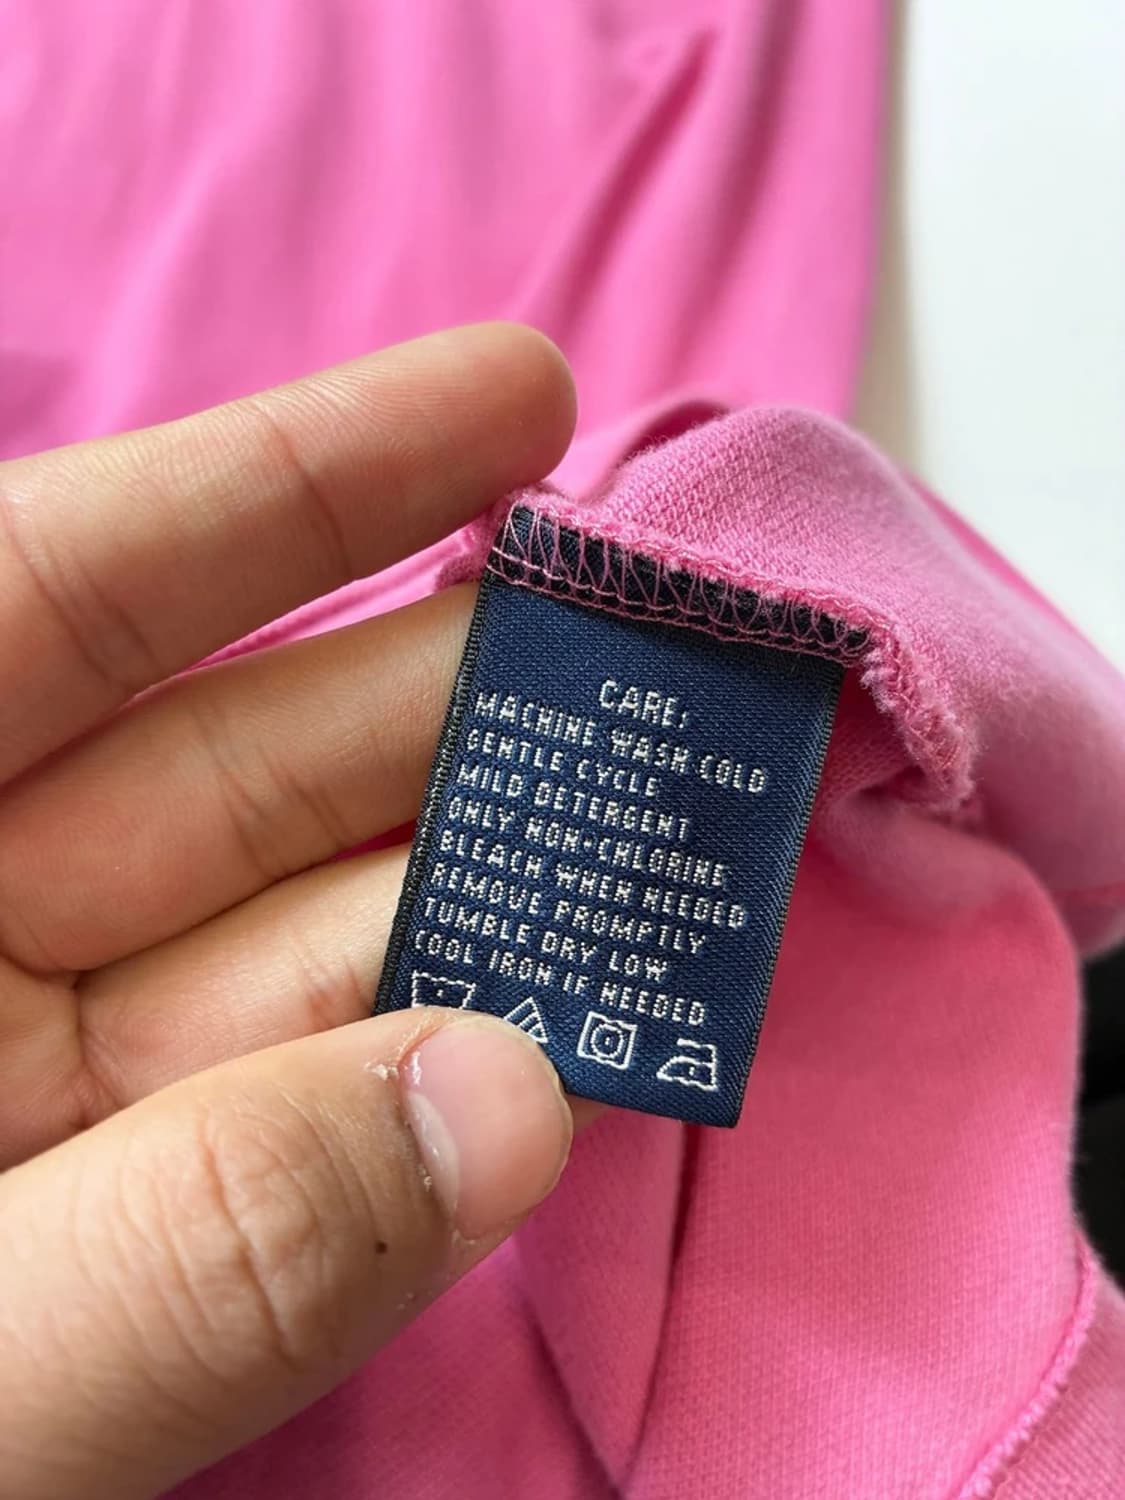 CARE:
MACHINE WASH COLD
GENTLE CYCLE
MILD DETERGENT
ONLY NON-CHLORINE
BLEACH WHEN NEEDED
REMOVE PROMPTLY
TUMBLE DRY LOW
COOL IRON IF NEEDED